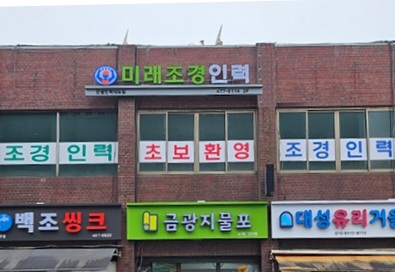 미래조경인력
조경인력
초보환영
조경인력
백조씽크
금광지물포
대성유리거울